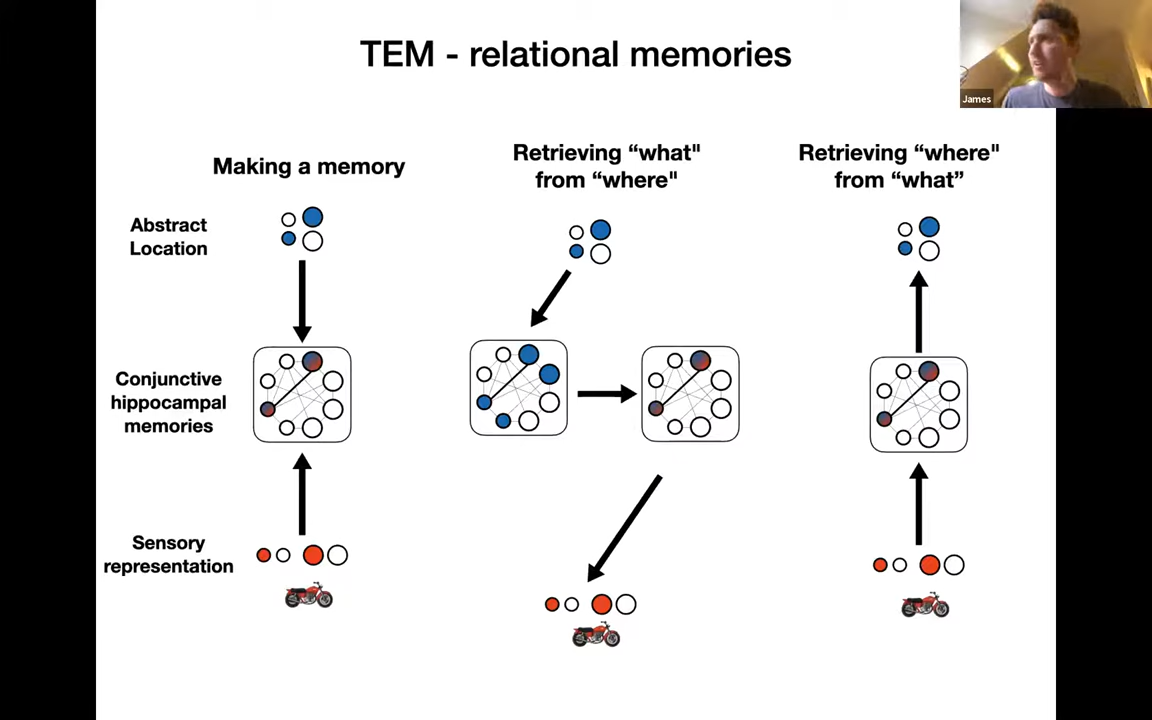 TEM - relational memories
James
Making a memory
Retrieving “what"
from “where"
Retrieving “where"
from “what”
Abstract
Location
Conjunctive
hippocampal
memories
Sensory
representation